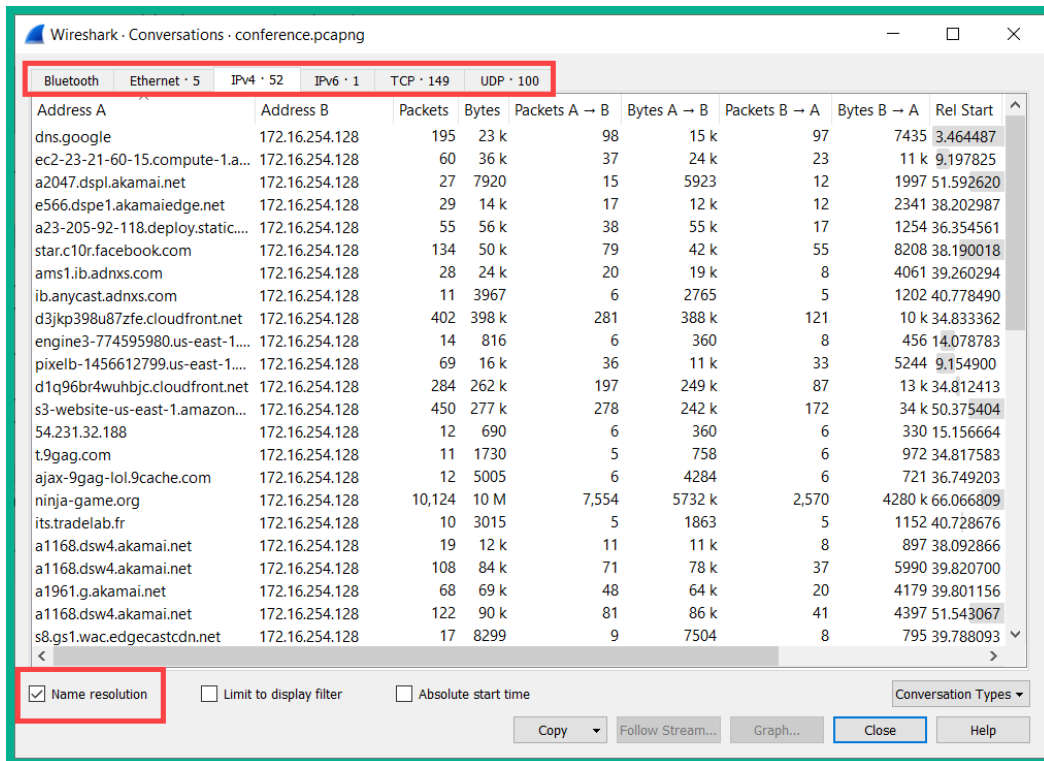 Wireshark · Conversations · conference.pcapng
Bluetooth Ethernet · 5 IPv4 · 52 IPv6 · 1 TCP · 149 UDP · 100
Address A Address B Packets Bytes Packets A → B Bytes A → B Packets B → A Bytes B → A Rel Start
dns.google 172.16.254.128 195 23 k 98 15 k 97 7435 3.464487
ec2-23-21-60-15.compute-1.a... 172.16.254.128 60 36 k 37 24 k 23 11 k 9.197825
a2047.dspl.akamai.net 172.16.254.128 27 7920 15 5923 12 1997 51.592620
e566.dspe1.akamaiedge.net 172.16.254.128 29 14 k 17 12 k 12 2341 38.202987
a23-205-92-118.deploy.static.... 172.16.254.128 55 56 k 38 55 k 17 1254 36.354561
star.c10r.facebook.com 172.16.254.128 134 50 k 79 42 k 55 8208 38.190018
ams1.ib.adnxs.com 172.16.254.128 28 24 k 20 19 k 8 4061 39.260294
ib.anycast.adnxs.com 172.16.254.128 11 3967 6 2765 5 1202 40.778490
d3jkp398u87zfe.cloudfront.net 172.16.254.128 402 398 k 281 388 k 121 10 k 34.833362
engine3-774595980.us-east-1.... 172.16.254.128 14 816 6 360 8 456 14.078783
pixelb-1456612799.us-east-1.... 172.16.254.128 69 16 k 36 11 k 33 5244 9.154900
d1q96br4wuhbjc.cloudfront.net 172.16.254.128 284 262 k 197 249 k 87 13 k 34.812413
s3-website-us-east-1.amazon... 172.16.254.128 450 277 k 278 242 k 172 34 k 50.375404
54.231.32.188 172.16.254.128 12 690 6 360 6 330 15.156664
t.9gag.com 172.16.254.128 11 1730 5 758 6 972 34.817583
ajax-9gag-lol.9cache.com 172.16.254.128 12 5005 6 4284 6 721 36.749203
ninja-game.org 172.16.254.128 10,124 10 M 7,554 5732 k 2,570 4280 k 66.066809
its.tradelab.fr 172.16.254.128 10 3015 5 1863 5 1152 40.728676
a1168.dsw4.akamai.net 172.16.254.128 19 12 k 11 11 k 8 897 38.092866
a1168.dsw4.akamai.net 172.16.254.128 108 84 k 71 78 k 37 5990 39.820700
a1961.g.akamai.net 172.16.254.128 68 69 k 48 64 k 20 4179 39.801156
a1168.dsw4.akamai.net 172.16.254.128 122 90 k 81 86 k 41 4397 51.543067
s8.gs1.wac.edgecastcdn.net 172.16.254.128 17 8299 9 7504 8 795 39.788093
Name resolution Limit to display filter Absolute start time Conversation Types
Copy Follow Stream... Graph... Close Help